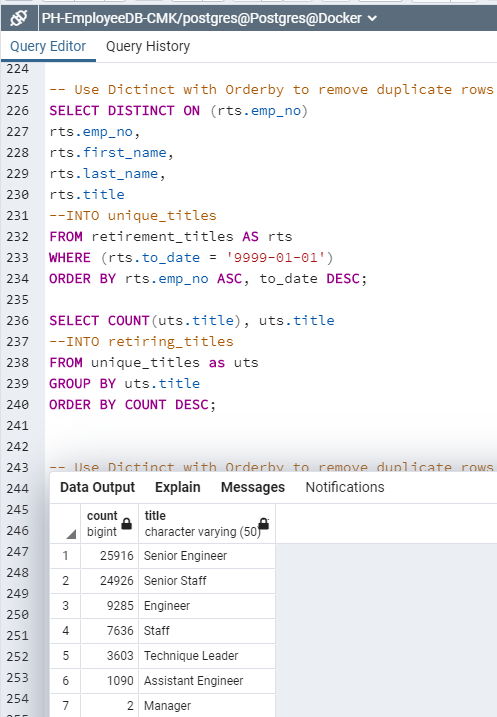 PH-EmployeeDB-CMK/postgres@Postgres@Docker
Query Editor Query History
224
225 -- Use Dictinct with Orderby to remove duplicate rows
226 SELECT DISTINCT ON (rts.emp_no)
227 rts.emp_no,
228 rts.first_name,
229 rts.last_name,
230 rts.title
231 --INTO unique_titles
232 FROM retirement_titles AS rts
233 WHERE (rts.to_date = '9999-01-01')
234 ORDER BY rts.emp_no ASC, to_date DESC;
235
236 SELECT COUNT(uts.title), uts.title
237 --INTO retiring_titles
238 FROM unique_titles as uts
239 GROUP BY uts.title
240 ORDER BY COUNT DESC;
241
242
243 -- Use Dictinct with Orderby to remove duplicate rows
244
245
246
247
248
249
250
251
252
253
254
Data Output Explain Messages Notifications
count bigint title character varying (50)
1 25916 Senior Engineer
2 24926 Senior Staff
3 9285 Engineer
4 7636 Staff
5 3603 Technique Leader
6 1090 Assistant Engineer
7 2 Manager